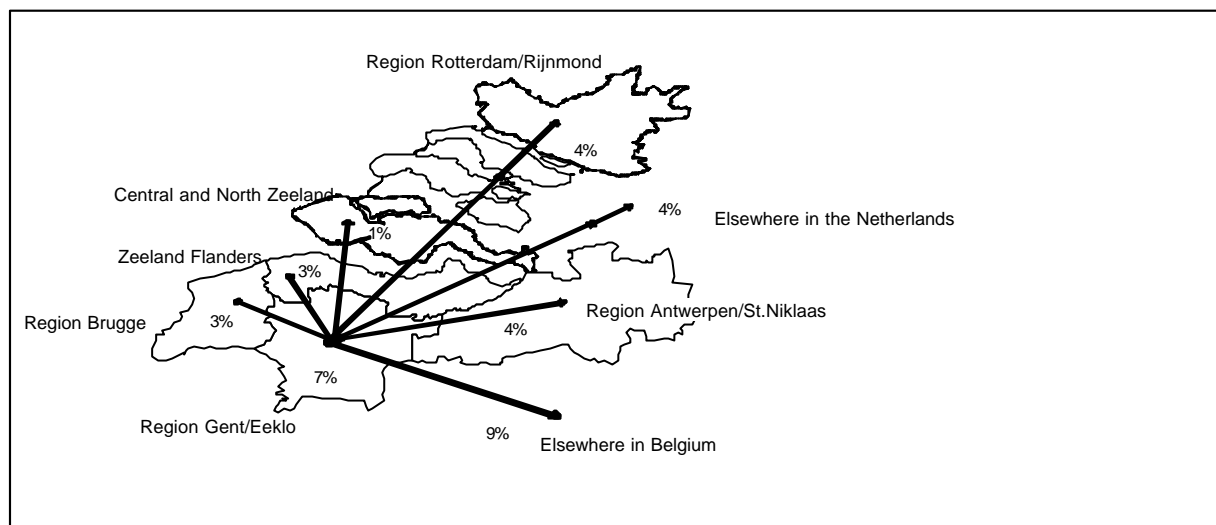 Region Rotterdam/Rijnmond
4%
Central and North Zeeland
4%
Elsewhere in the Netherlands
1%
Zeeland Flanders
3%
Region Brugge
3%
Region Antwerpen/St.Niklaas
4%
7%
Region Gent/Eeklo
9%
Elsewhere in Belgium